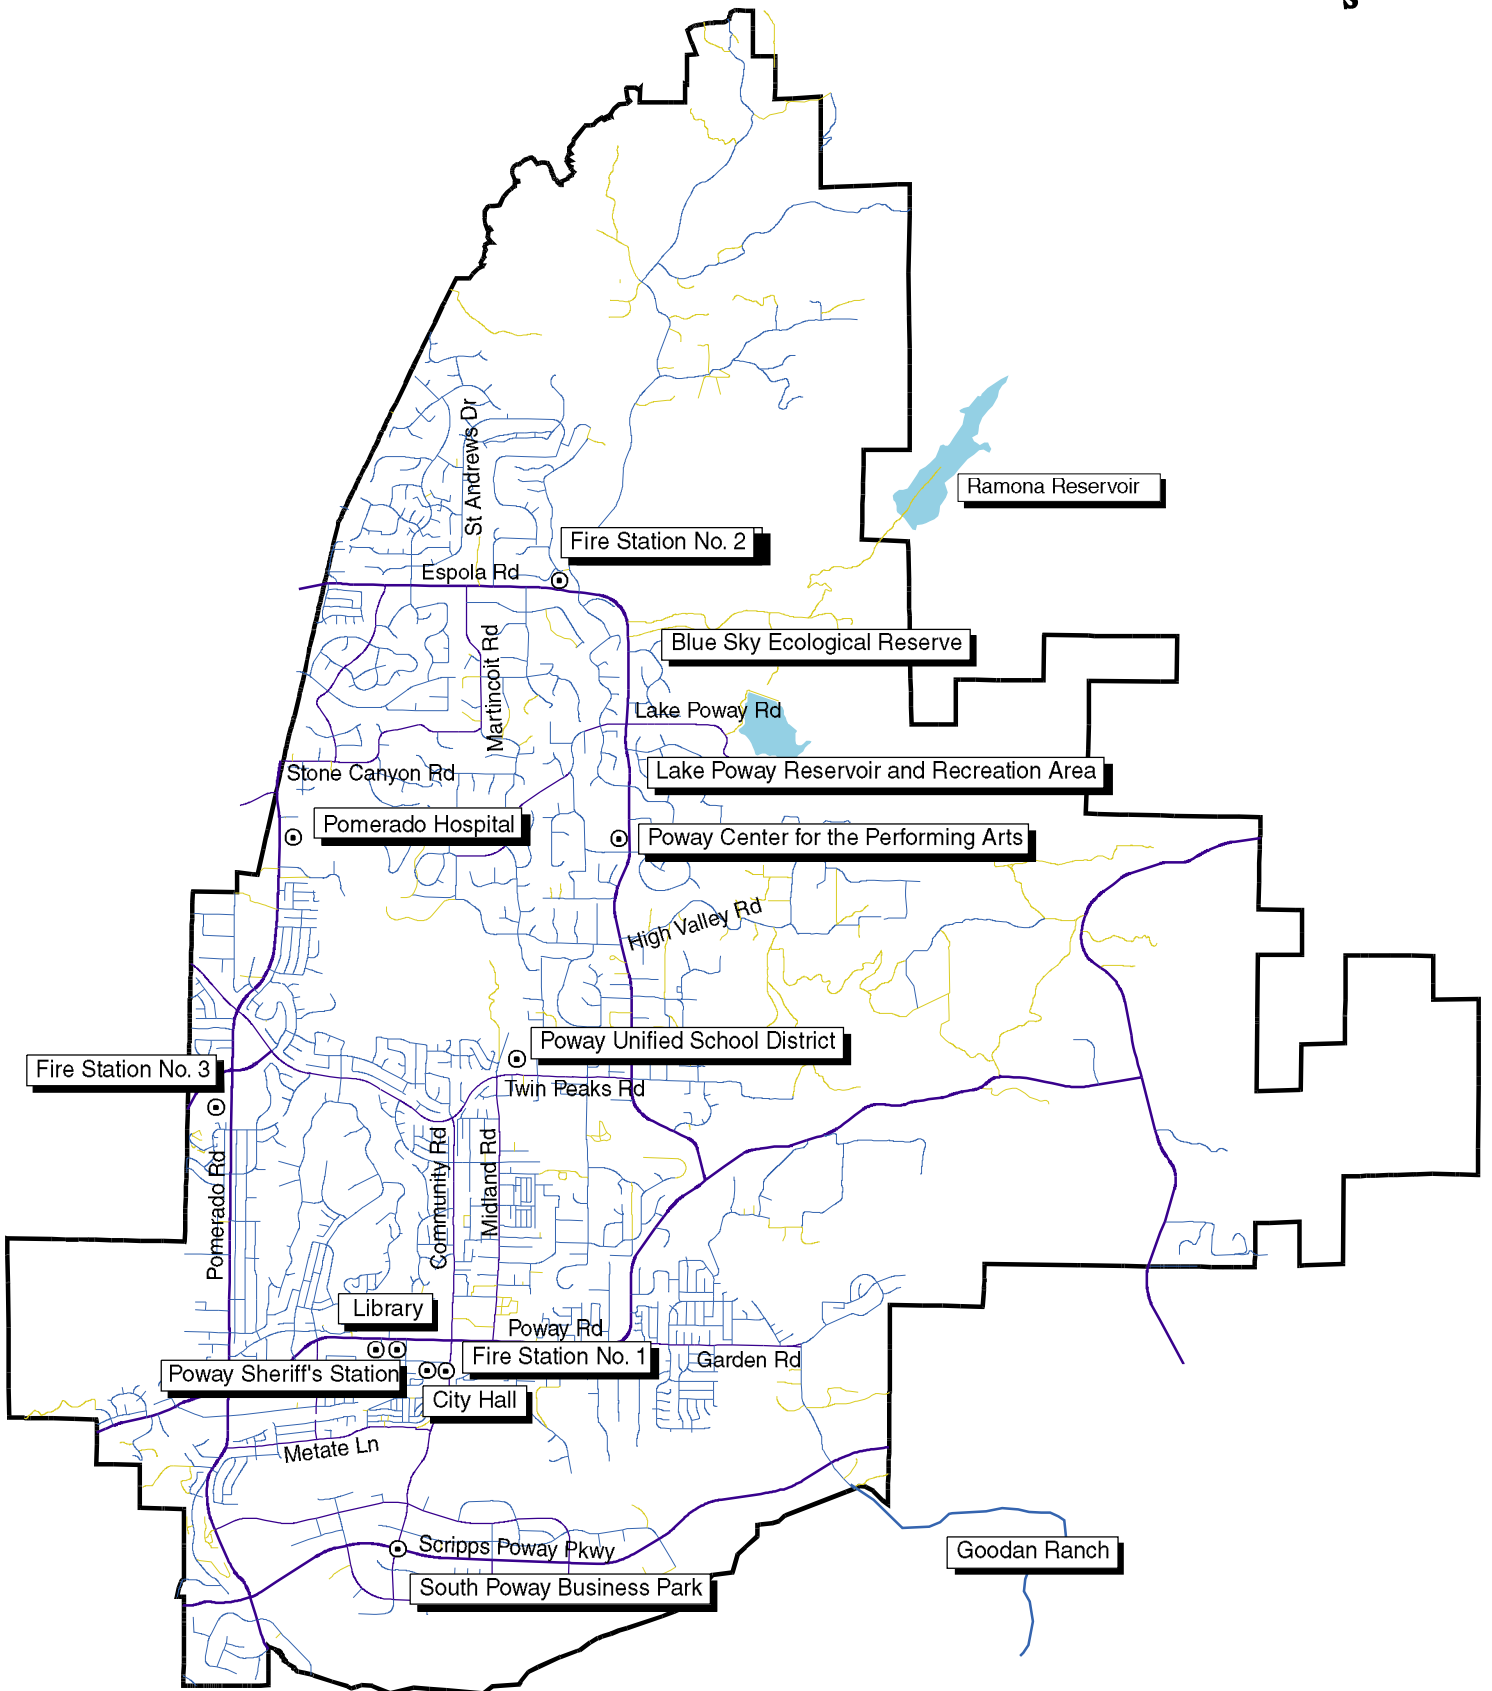 S
St Andrews Dr
Ramona Reservoir
Fire Station No. 2
Espola Rd
Blue Sky Ecological Reserve
Martincoit Rd
Lake Poway Rd
Stone Canyon Rd
Lake Poway Reservoir and Recreation Area
Pomerado Hospital
Poway Center for the Performing Arts
High Valley Rd
Poway Unified School District
Fire Station No. 3
Twin Peaks Rd
Pomerado Rd
Community Rd
Midland Rd
Library
Poway Rd
Fire Station No. 1
Garden Rd
Poway Sheriff's Station
City Hall
Metate Ln
Scripps Poway Pkwy
Goodan Ranch
South Poway Business Park